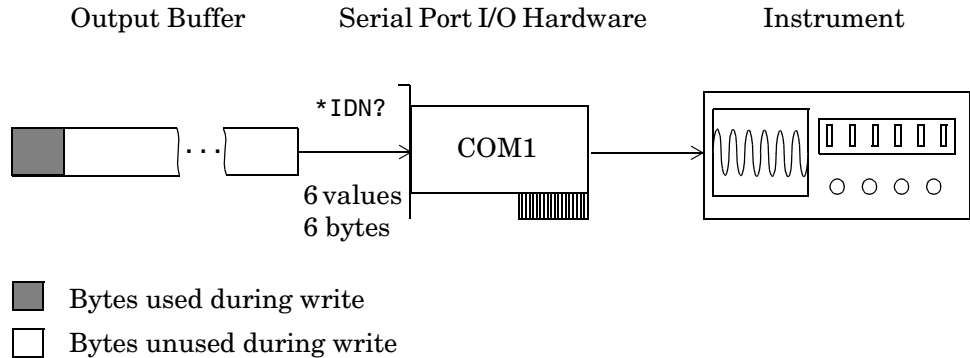 Output Buffer
Serial Port I/O Hardware
Instrument
*IDN?
COM1
...
6 values
6 bytes
Bytes used during write
Bytes unused during write